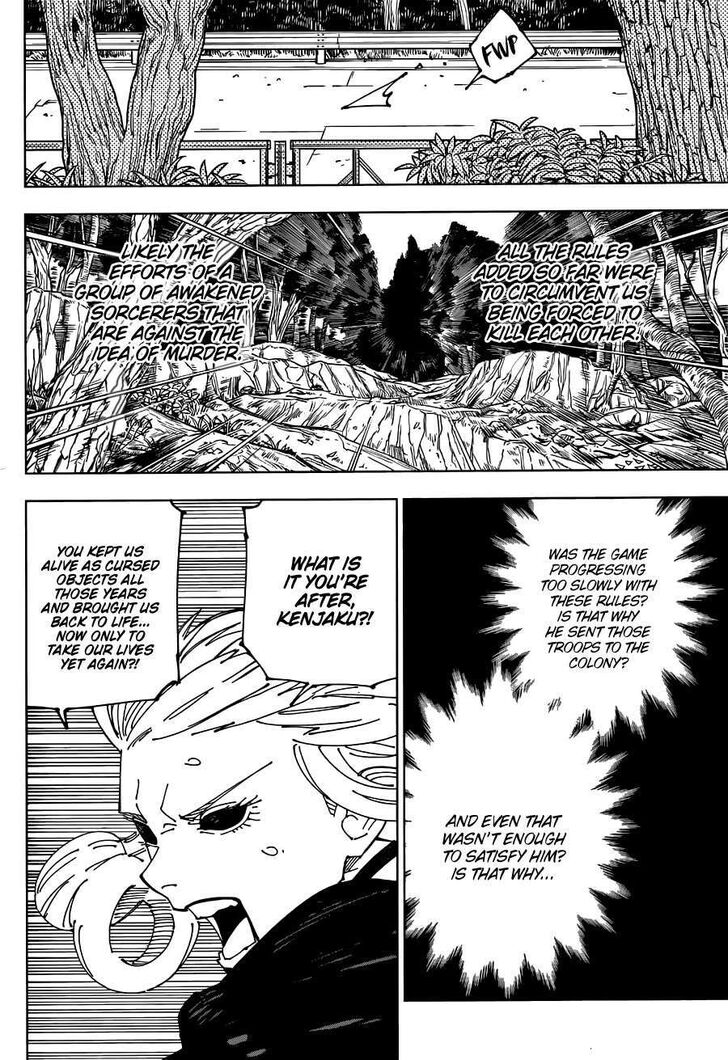 FWP
ALL THE RULES
ADDED SO FAR WERE
TO CIRCUMVENT US
BEING FORCED TO
KILL EACH OTHER.
LIKELY THE
EFFORTS OF A
GROUP OF AWAKENED
SORCERERS THAT
ARE AGAINST THE
IDEA OF MURDER.
WAS THE GAME
PROGRESSING
TOO SLOWLY WITH
THESE RULES?
IS THAT WHY
HE SENT THOSE
TROOPS TO THE
COLONY?
AND EVEN THAT
WASN'T ENOUGH
TO SATISFY HIM?
IS THAT WHY...
WHAT IS
IT YOU'RE
AFTER,
KENJAKU?!
YOU KEPT US
ALIVE AS CURSED
OBJECTS ALL
THOSE YEARS
AND BROUGHT US
BACK TO LIFE...
NOW ONLY TO
TAKE OUR LIVES
YET AGAIN?!